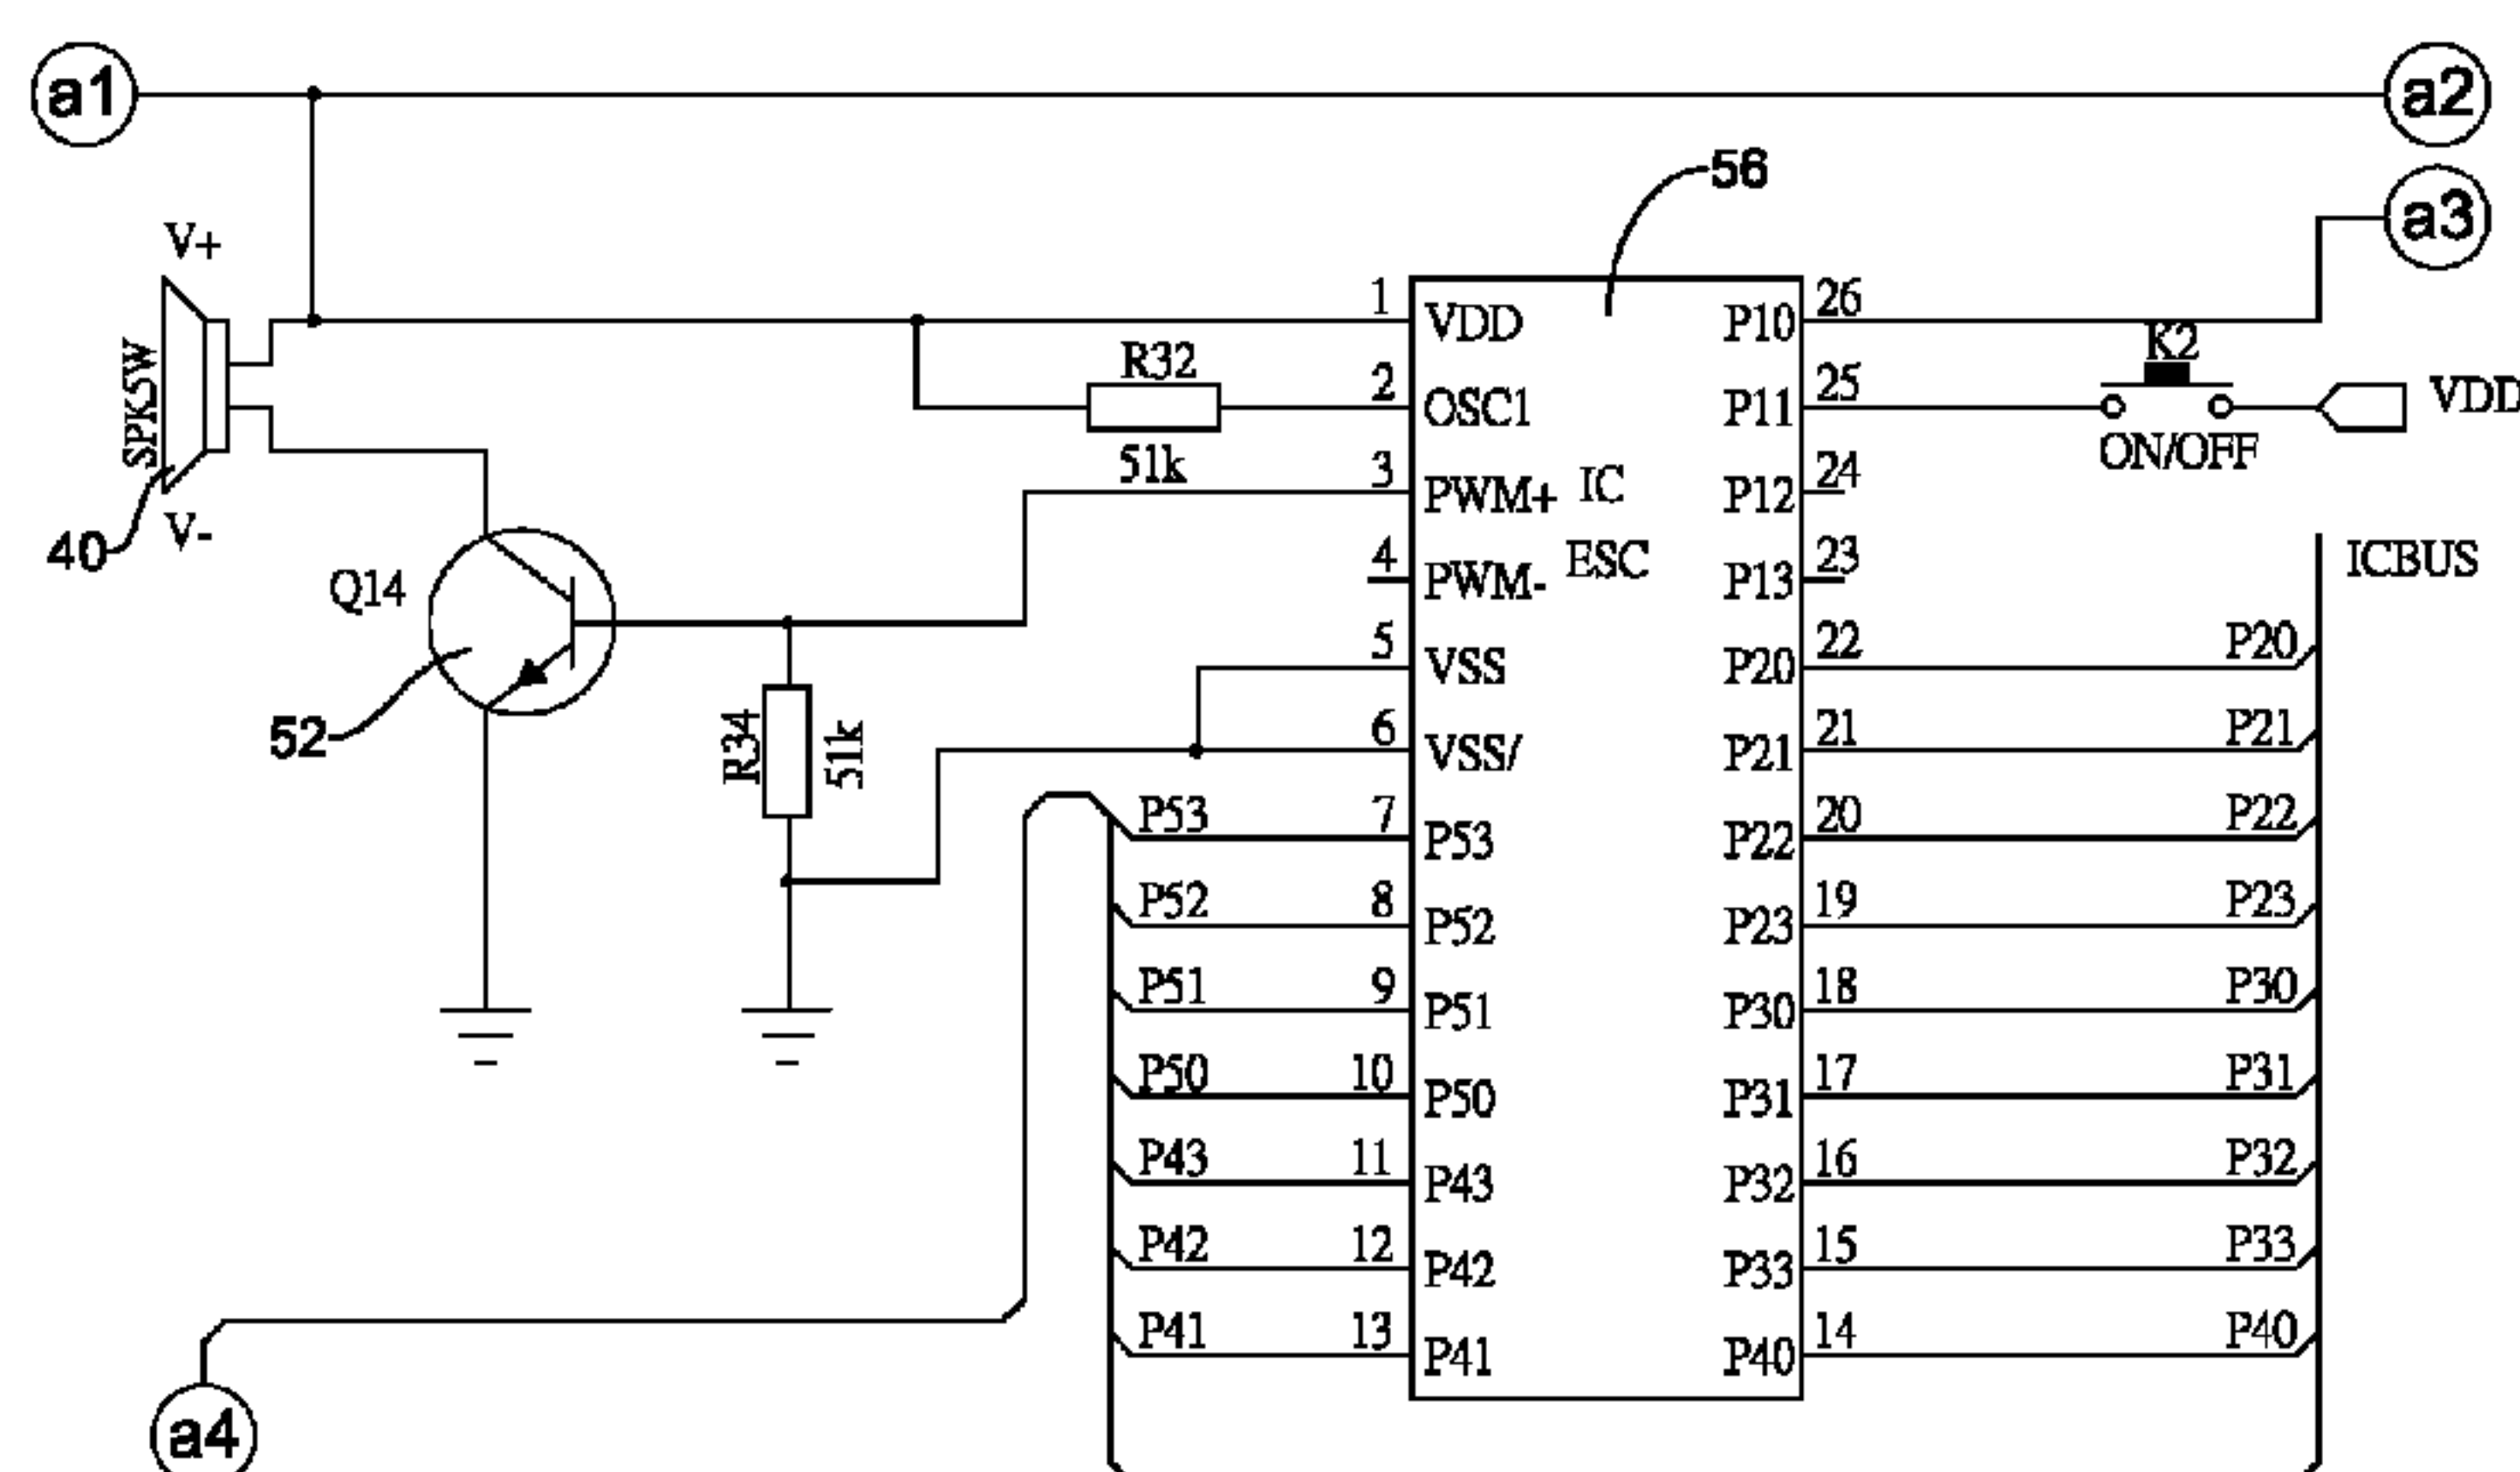 a1
a2
56
a3
V+
1
VDD
P10
26
SPK5W
R32
K2
2
OSC1
P11
25
VDD
51k
ON/OFF
3
PWM+
IC
P12
24
40
V-
4
PWM-
ESC
P13
23
ICBUS
Q14
5
VSS
P20
22
P20
52
R34
51k
6
VSS/
P21
21
P21
P53
7
P53
P22
20
P22
P52
8
P52
P23
19
P23
P51
9
P51
P30
18
P30
P50
10
P50
P31
17
P31
P43
11
P43
P32
16
P32
P42
12
P42
P33
15
P33
P41
13
P41
P40
14
P40
a4